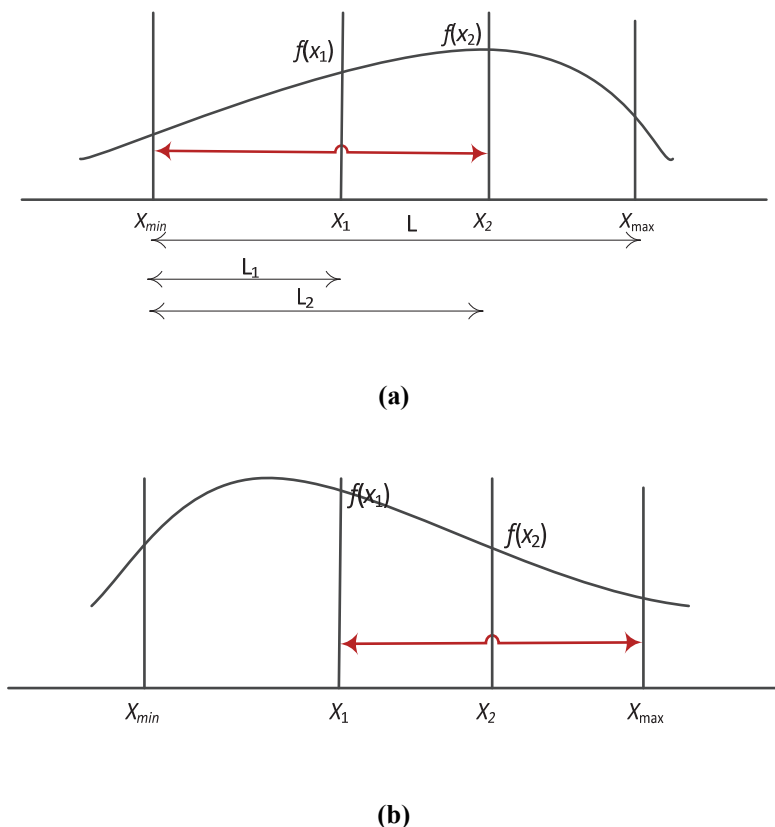 f(x₁) f(x₂)
Xmin X₁ L X₂ Xmax
L₁
L₂
(a)
f(x₁)
f(x₂)
Xmin X₁ X₂ Xmax
(b)